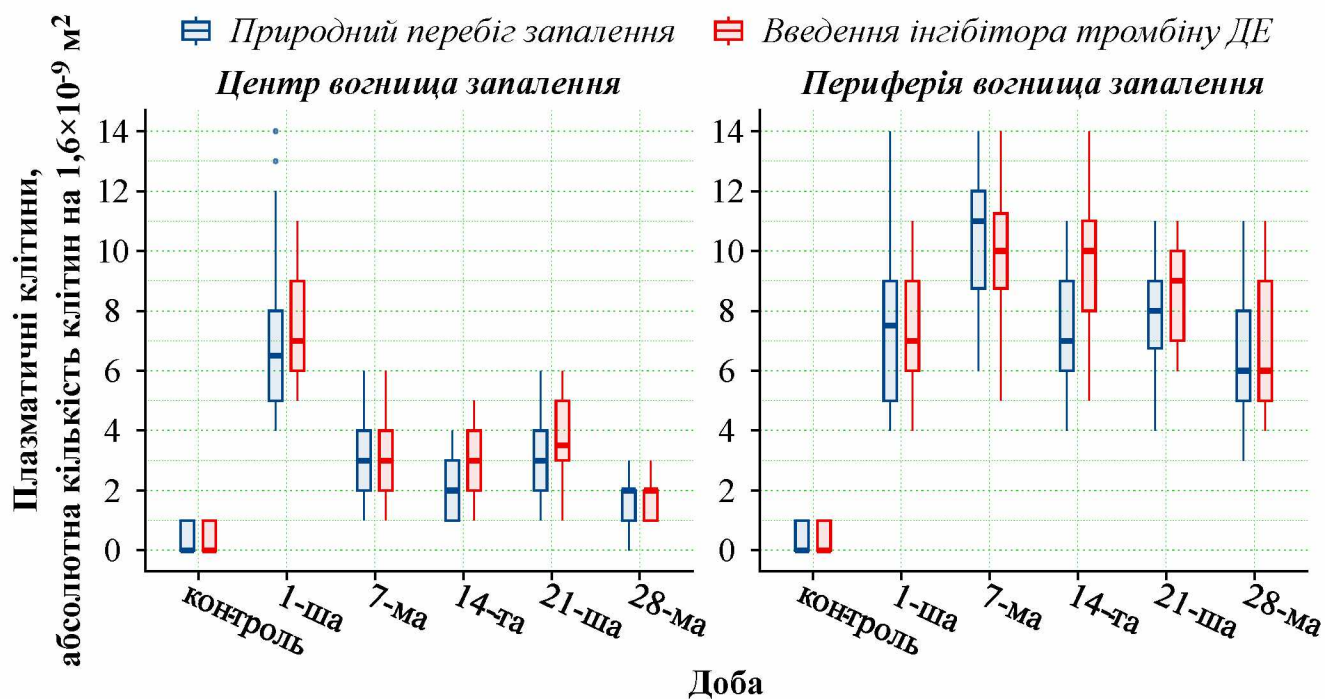 Природний перебіг запалення
Введення інгібітора тромбіну ДЕ
Центр вогнища запалення
Периферія вогнища запалення
Плазматичні клітини,
абсолютна кількість клітин на 1,6×10⁻⁹ м²
14
12
10
8
6
4
2
0
контроль
1-ша
7-ма
14-та
21-ша
28-ма
14
12
10
8
6
4
2
0
контроль
1-ша
7-ма
14-та
21-ша
28-ма
Доба